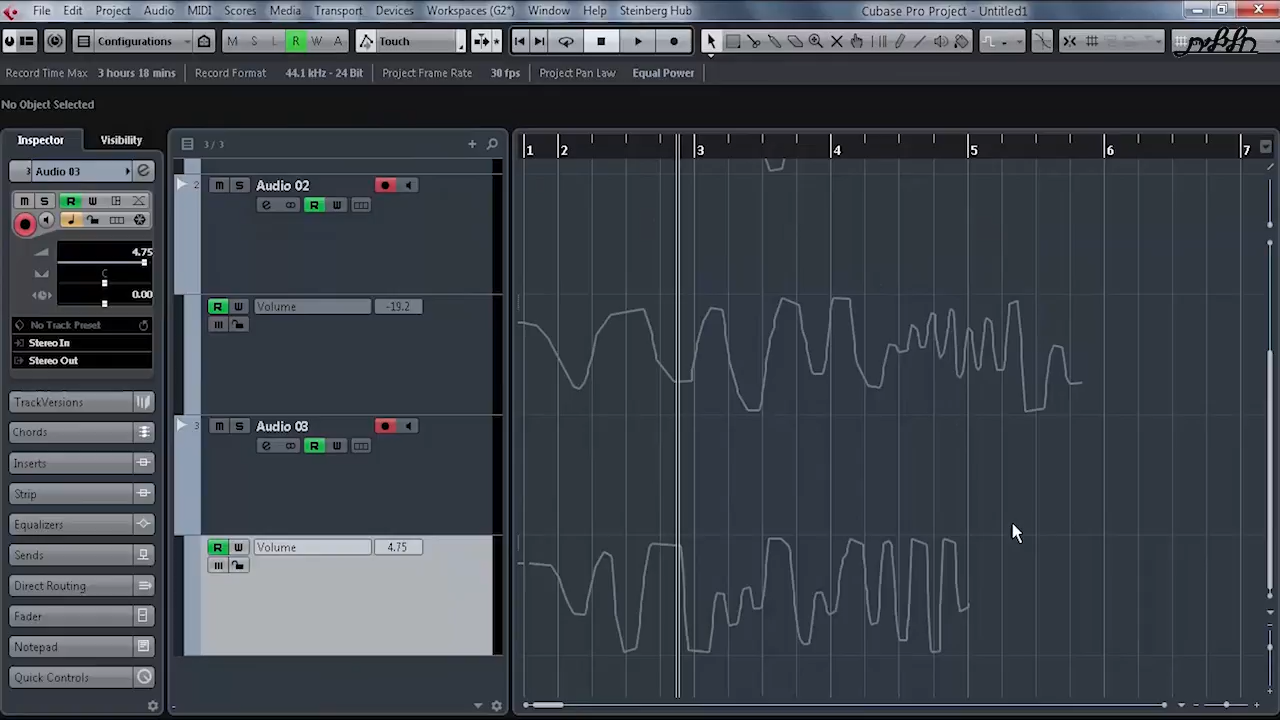 File Edit Project Audio MIDI Scores Media Transport Devices Workspaces (G2*) Window Help Steinberg Hub Cubase Pro Project - Untitled1
Configurations M S L R W A Touch
Record Time Max 3 hours 18 mins Record Format 44.1 kHz - 24 Bit Project Frame Rate 30 fps Project Pan Law Equal Power
No Object Selected
Inspector Visibility 3 / 3 1 2 3 4 5 6 7
3 Audio 03
M S R W
4.75
C
0.00
No Track Preset
Stereo In
Stereo Out
TrackVersions
Chords
Inserts
Strip
Equalizers
Sends
Direct Routing
Fader
Notepad
Quick Controls
2 M S Audio 02
e R W
R W Volume -19.2
3 M S Audio 03
e R W
R W Volume 4.75